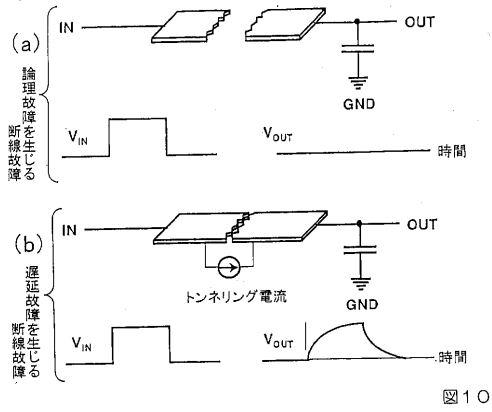 (a)
論理故障を生じる
断線故障
IN
OUT
GND
VIN
VOUT
時間
(b)
遅延故障を生じる
断線故障
IN
OUT
トンネリング電流
GND
VIN
VOUT
時間
図10